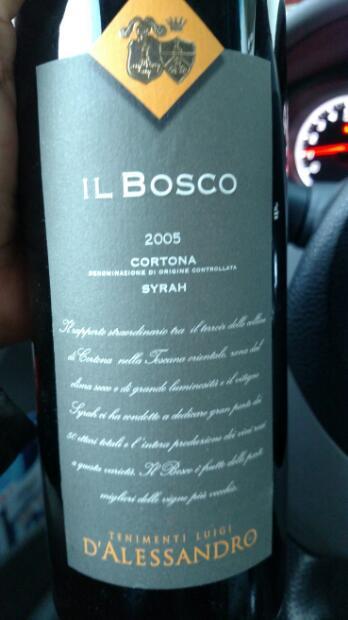 IL BOSCO
2005
CORTONA
DENOMINAZIONE DI ORIGINE CONTROLLATA
SYRAH
Il rapporto straordinario tra il terroir delle colline
di Cortona nella Toscana orientale, zona dal
clima secco e di grande luminosità e il vitigno
Syrah ci ha condotto a dedicare gran parte dei
50 ettari totali e l'intera produzione dei vini rossi
a questa varietà. Il Bosco è frutto delle parti
migliori delle vigne più vecchie.
TENIMENTI LUIGI
D'ALESSANDRO